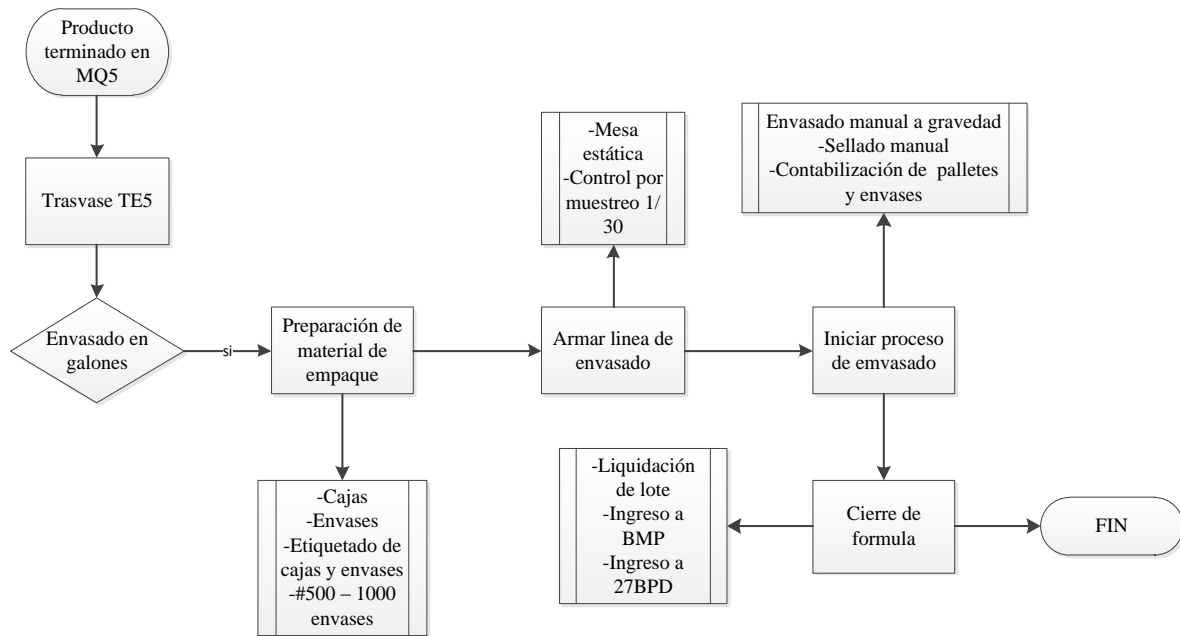 Producto
terminado en
MQ5
Trasvase TE5
Envasado en
galones
si
Preparación de
material de
empaque
-Cajas
-Envases
-Etiquetado de
cajas y envases
-#500 – 1000
envases
Armar linea de
envasado
-Mesa
estática
-Control por
muestreo 1/
30
Iniciar proceso
de emvasado
Envasado manual a gravedad
-Sellado manual
-Contabilización de palletes
y envases
Cierre de
formula
-Liquidación
de lote
-Ingreso a
BMP
-Ingreso a
27BPD
FIN